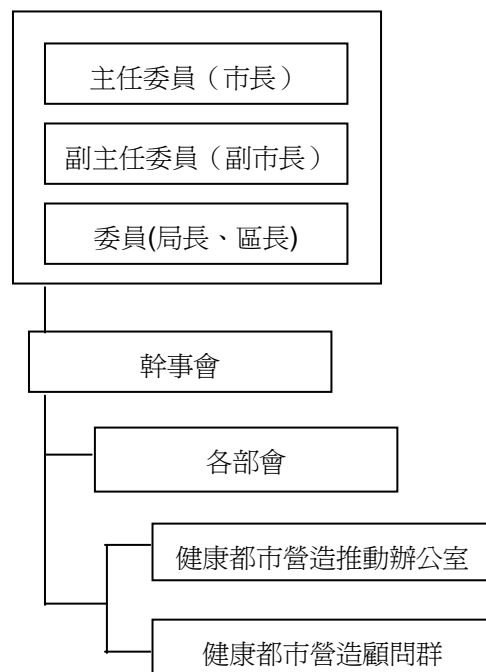 主任委員（市長）
副主任委員（副市長）
委員(局長、區長)
幹事會
各部會
健康都市營造推動辦公室
健康都市營造顧問群